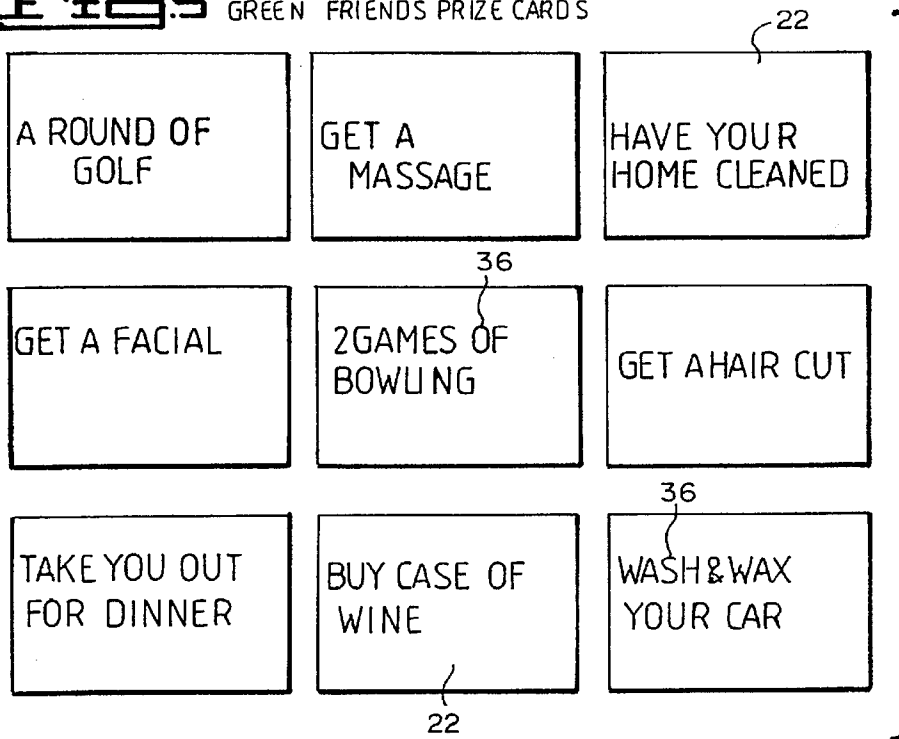 GREEN FRIENDS PRIZE CARDS
22
A ROUND OF
GOLF
GET A
MASSAGE
HAVE YOUR
HOME CLEANED
36
GET A FACIAL
2GAMES OF
BOWLING
GET A HAIR CUT
36
TAKE YOU OUT
FOR DINNER
BUY CASE OF
WINE
WASH & WAX
YOUR CAR
22